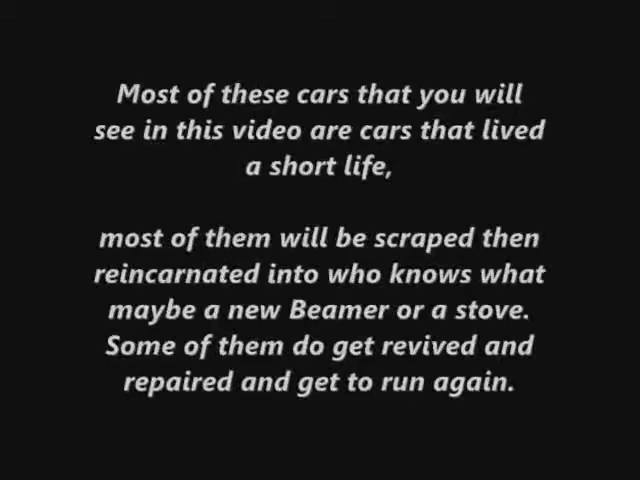 Most of these cars that you will
see in this video are cars that lived
a short life,
most of them will be scraped then
reincarnated into who knows what
maybe a new Beamer or a stove.
Some of them do get revived and
repaired and get to run again.